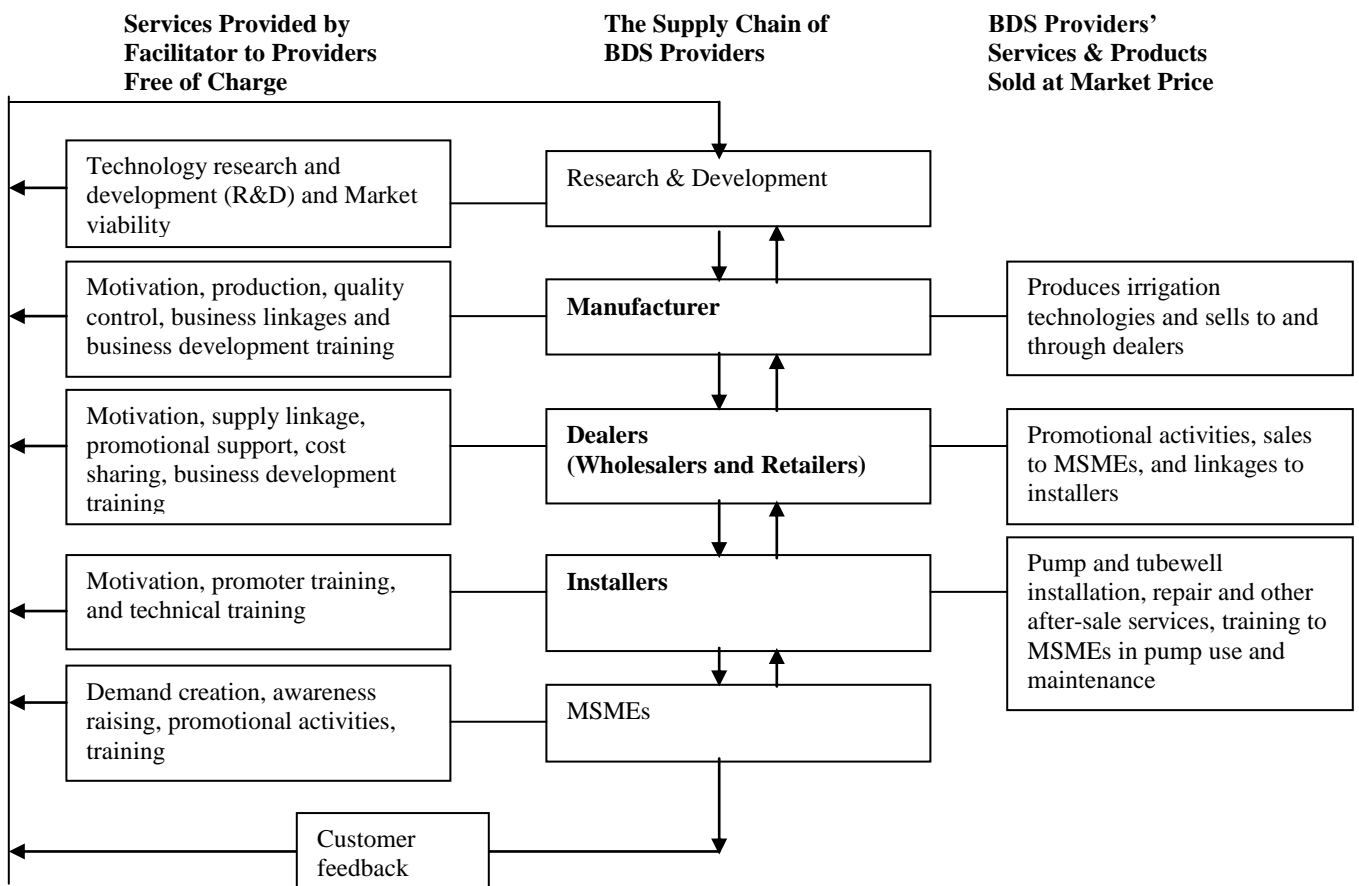 Services Provided by
Facilitator to Providers
Free of Charge
The Supply Chain of
BDS Providers
BDS Providers’
Services & Products
Sold at Market Price
Technology research and
development (R&D) and Market
viability
Research & Development
Motivation, production, quality
control, business linkages and
business development training
Manufacturer
Produces irrigation
technologies and sells to and
through dealers
Motivation, supply linkage,
promotional support, cost
sharing, business development
training
Dealers
(Wholesalers and Retailers)
Promotional activities, sales
to MSMEs, and linkages to
installers
Motivation, promoter training,
and technical training
Installers
Pump and tubewell
installation, repair and other
after-sale services, training to
MSMEs in pump use and
maintenance
Demand creation, awareness
raising, promotional activities,
training
MSMEs
Customer
feedback